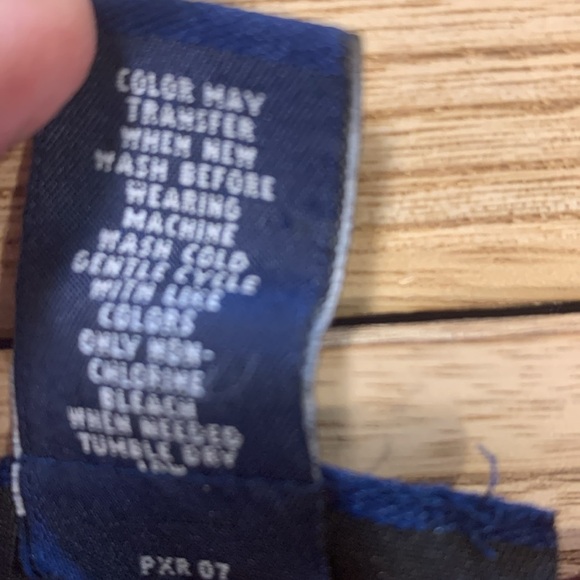 COLOR MAY
TRANSFER
WHEN NEW
WASH BEFORE
WEARING
MACHINE
WASH COLD
GENTLE CYCLE
WITH LIKE
COLORS
ONLY NON-
CHLORINE
BLEACH
WHEN NEEDED
TUMBLE DRY
PXR 07